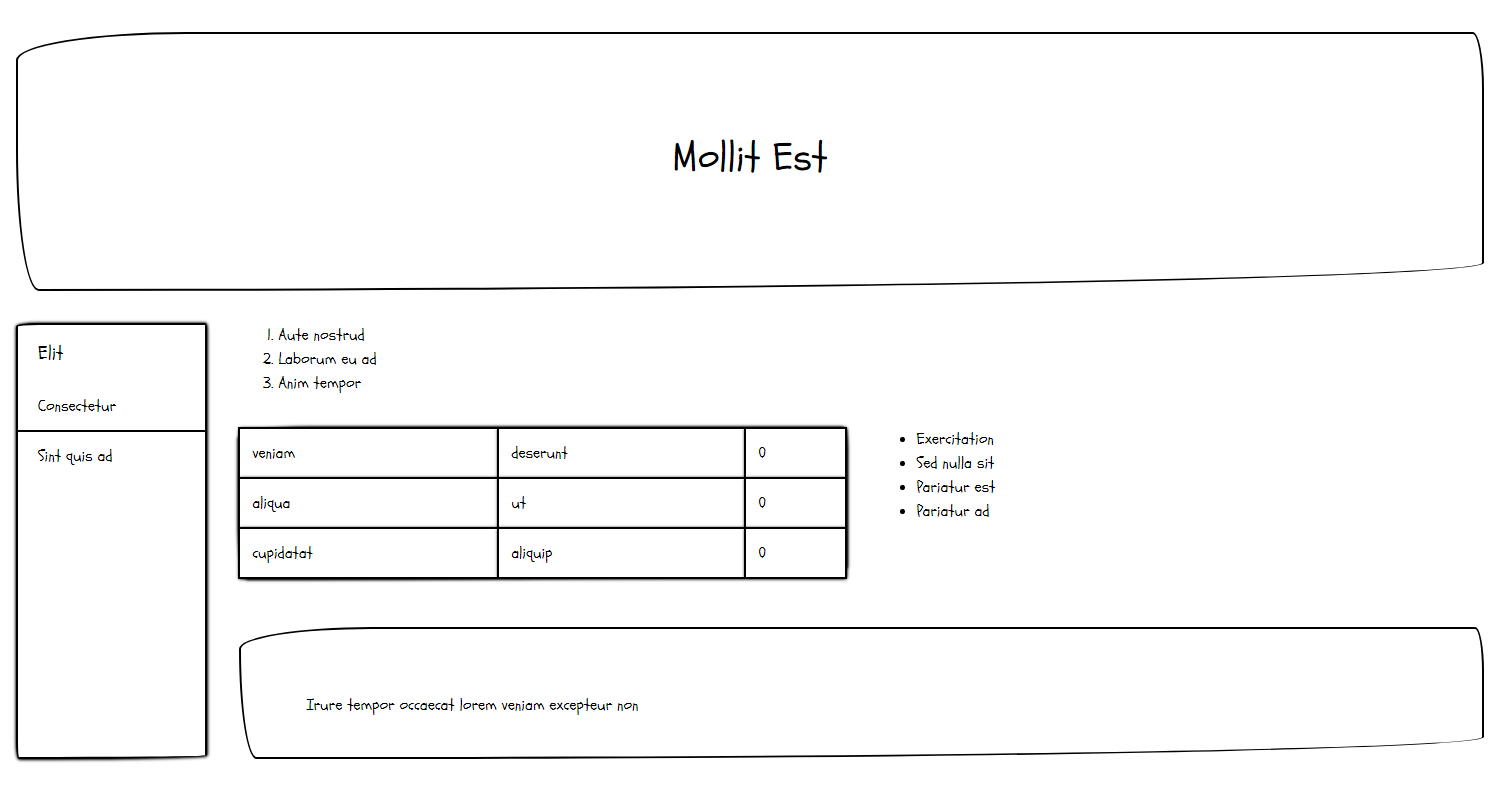 Mollit Est
Elit
Consectetur
Sint quis ad
1. Aute nostrud
2. Laborum eu ad
3. Anim tempor
veniam deserunt 0
aliqua ut 0
cupidatat aliquip 0
• Exercitation
• Sed nulla sit
• Pariatur est
• Pariatur ad
Irure tempor occaecat lorem veniam excepteur non